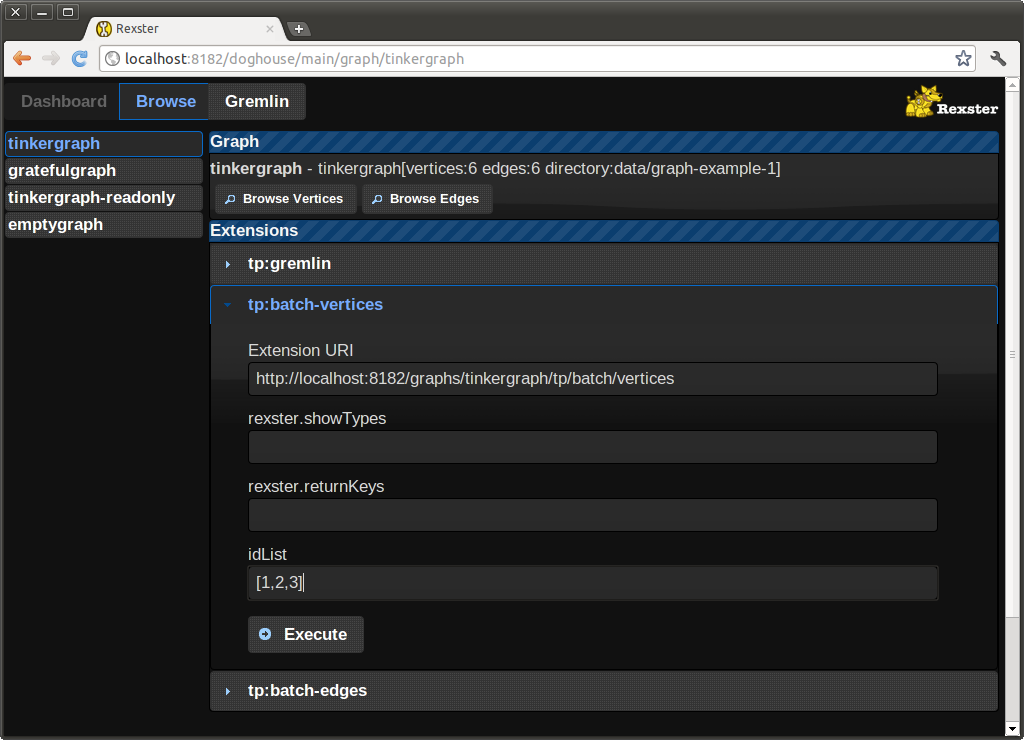 Rexster
localhost:8182/doghouse/main/graph/tinkergraph
Dashboard Browse Gremlin
Rexster
tinkergraph
gratefulgraph
tinkergraph-readonly
emptygraph
Graph
tinkergraph - tinkergraph[vertices:6 edges:6 directory:data/graph-example-1]
Browse Vertices Browse Edges
Extensions
tp:gremlin
tp:batch-vertices
Extension URI
http://localhost:8182/graphs/tinkergraph/tp/batch/vertices
rexster.showTypes
rexster.returnKeys
idList
[1,2,3]
Execute
tp:batch-edges